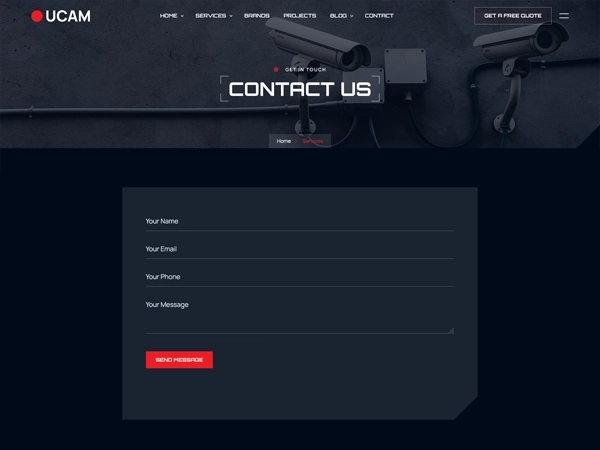 UCAM
HOME SERVICES BRANDS PROJECTS BLOG CONTACT
GET A FREE QUOTE
GET IN TOUCH
CONTACT US
Home Services
Your Name
Your Email
Your Phone
Your Message
SEND MESSAGE